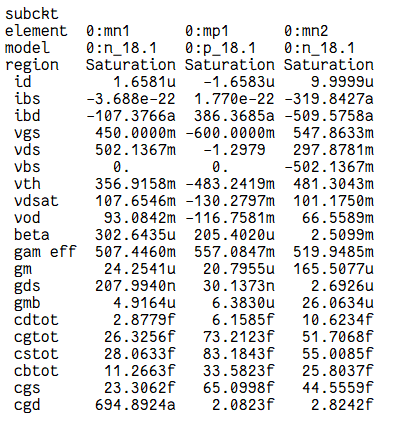 subckt
element 0:mn1 0:mp1 0:mn2
model 0:n_18.1 0:p_18.1 0:n_18.1
region Saturation Saturation Saturation
id 1.6581u -1.6583u 9.9999u
ibs -3.688e-22 1.770e-22 -319.8427a
ibd -107.3766a 386.3685a -509.5758a
vgs 450.0000m -600.0000m 547.8633m
vds 502.1367m -1.2979 297.8781m
vbs 0. 0. -502.1367m
vth 356.9158m -483.2419m 481.3043m
vdsat 107.6546m -130.2797m 101.1750m
vod 93.0842m -116.7581m 66.5589m
beta 302.6435u 205.4020u 2.5099m
gam eff 507.4460m 557.0847m 519.9485m
gm 24.2541u 20.7955u 165.5077u
gds 207.9940n 30.1373n 2.6926u
gmb 4.9164u 6.3830u 26.0634u
cdtot 2.8779f 6.1585f 10.6234f
cgtot 26.3256f 73.2123f 51.7068f
cstot 28.0633f 83.1843f 55.0085f
cbtot 11.2663f 33.5823f 25.8037f
cgs 23.3062f 65.0998f 44.5559f
cgd 694.8924a 2.0823f 2.8242f